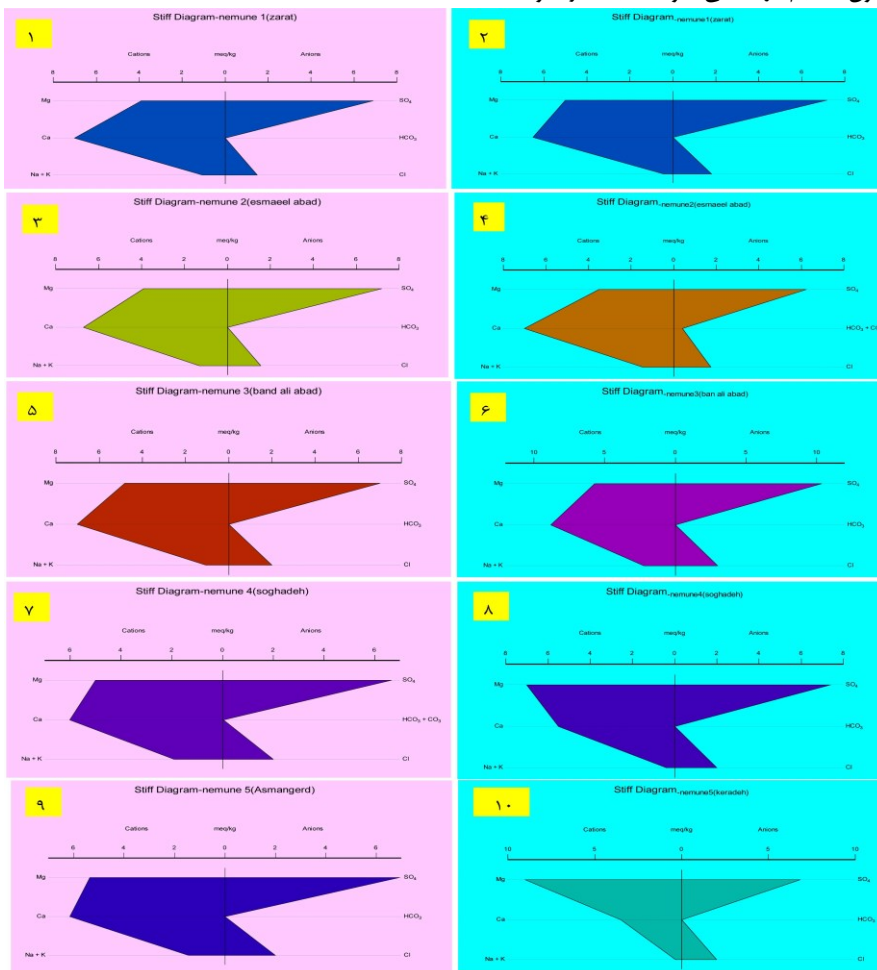 ۱
Stiff Diagram-nemune 1(zarat)
Cations meq/kg Anions
8 6 4 2 0 2 4 6 8
Mg SO₄
Ca HCO₃
Na + K Cl
۲
Stiff Diagram-nemune1(zarat)
Cations meq/kg Anions
8 6 4 2 0 2 4 6 8
Mg SO₄
Ca HCO₃
Na + K Cl
۳
Stiff Diagram-nemune 2(esmaeel abad)
Cations meq/kg Anions
8 6 4 2 0 2 4 6 8
Mg SO₄
Ca HCO₃
Na + K Cl
۴
Stiff Diagram-nemune2(esmaeel abad)
Cations meq/kg Anions
8 6 4 2 0 2 4 6 8
Mg SO₄
Ca HCO₃ + C
Na + K Cl
۵
Stiff Diagram-nemune 3(band ali abad)
Cations meq/kg Anions
8 6 4 2 0 2 4 6 8
Mg SO₄
Ca HCO₃
Na + K Cl
۶
Stiff Diagram-nemune3(ban ali abad)
Cations meq/kg Anions
10 5 0 5 10
Mg SO₄
Ca HCO₃
Na + K Cl
۷
Stiff Diagram-nemune 4(soghadeh)
Cations meq/kg Anions
6 4 2 0 2 4 6
Mg SO₄
Ca HCO₃ + CO₃
Na + K Cl
۸
Stiff Diagram-nemune4(soghadeh)
Cations meq/kg Anions
8 6 4 2 0 2 4 6 8
Mg SO₄
Ca HCO₃
Na + K Cl
۹
Stiff Diagram-nemune 5(Asmangerd)
Cations meq/kg Anions
6 4 2 0 2 4 6
Mg SO₄
Ca HCO₃
Na + K Cl
۱۰
Stiff Diagram-nemune5(keradeh)
Cations meq/kg Anions
10 5 0 5 10
Mg SO₄
Ca HCO₃
Na + K Cl